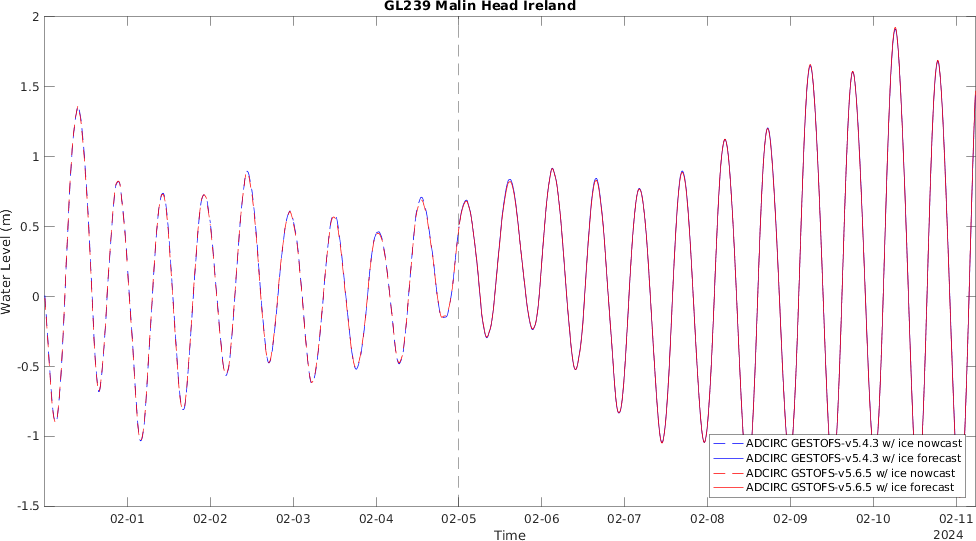 GL239 Malin Head Ireland
2
1.5
1
0.5
0
-0.5
-1
-1.5
Water Level (m)
ADCIRC GESTOFS-v5.4.3 w/ ice nowcast
ADCIRC GESTOFS-v5.4.3 w/ ice forecast
ADCIRC GSTOFS-v5.6.5 w/ ice nowcast
ADCIRC GSTOFS-v5.6.5 w/ ice forecast
02-01 02-02 02-03 02-04 02-05 02-06 02-07 02-08 02-09 02-10 02-11
Time 2024